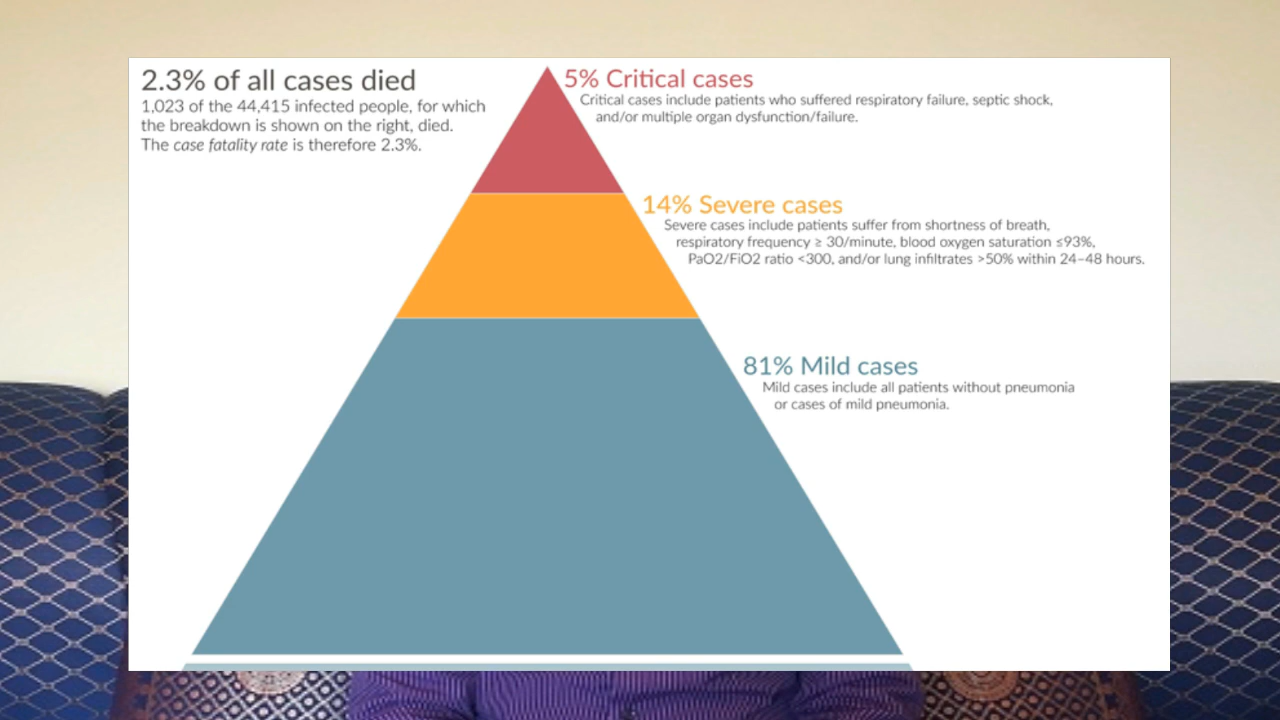 2.3% of all cases died
1,023 of the 44,415 infected people, for which
the breakdown is shown on the right, died.
The case fatality rate is therefore 2.3%.
5% Critical cases
Critical cases include patients who suffered respiratory failure, septic shock,
and/or multiple organ dysfunction/failure.
14% Severe cases
Severe cases include patients suffer from shortness of breath,
respiratory frequency ≥ 30/minute, blood oxygen saturation ≤93%,
PaO2/FiO2 ratio <300, and/or lung infiltrates >50% within 24–48 hours.
81% Mild cases
Mild cases include all patients without pneumonia
or cases of mild pneumonia.